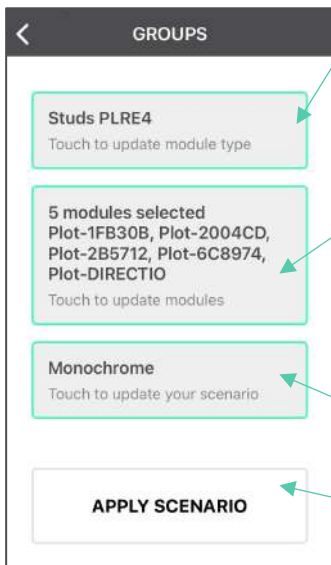 GROUPS
Studs PLRE4
Touch to update module type
5 modules selected
Plot-1FB30B, Plot-2004CD,
Plot-2B5712, Plot-6C8974,
Plot-DIRECTIO
Touch to update modules
Monochrome
Touch to update your scenario
APPLY SCENARIO